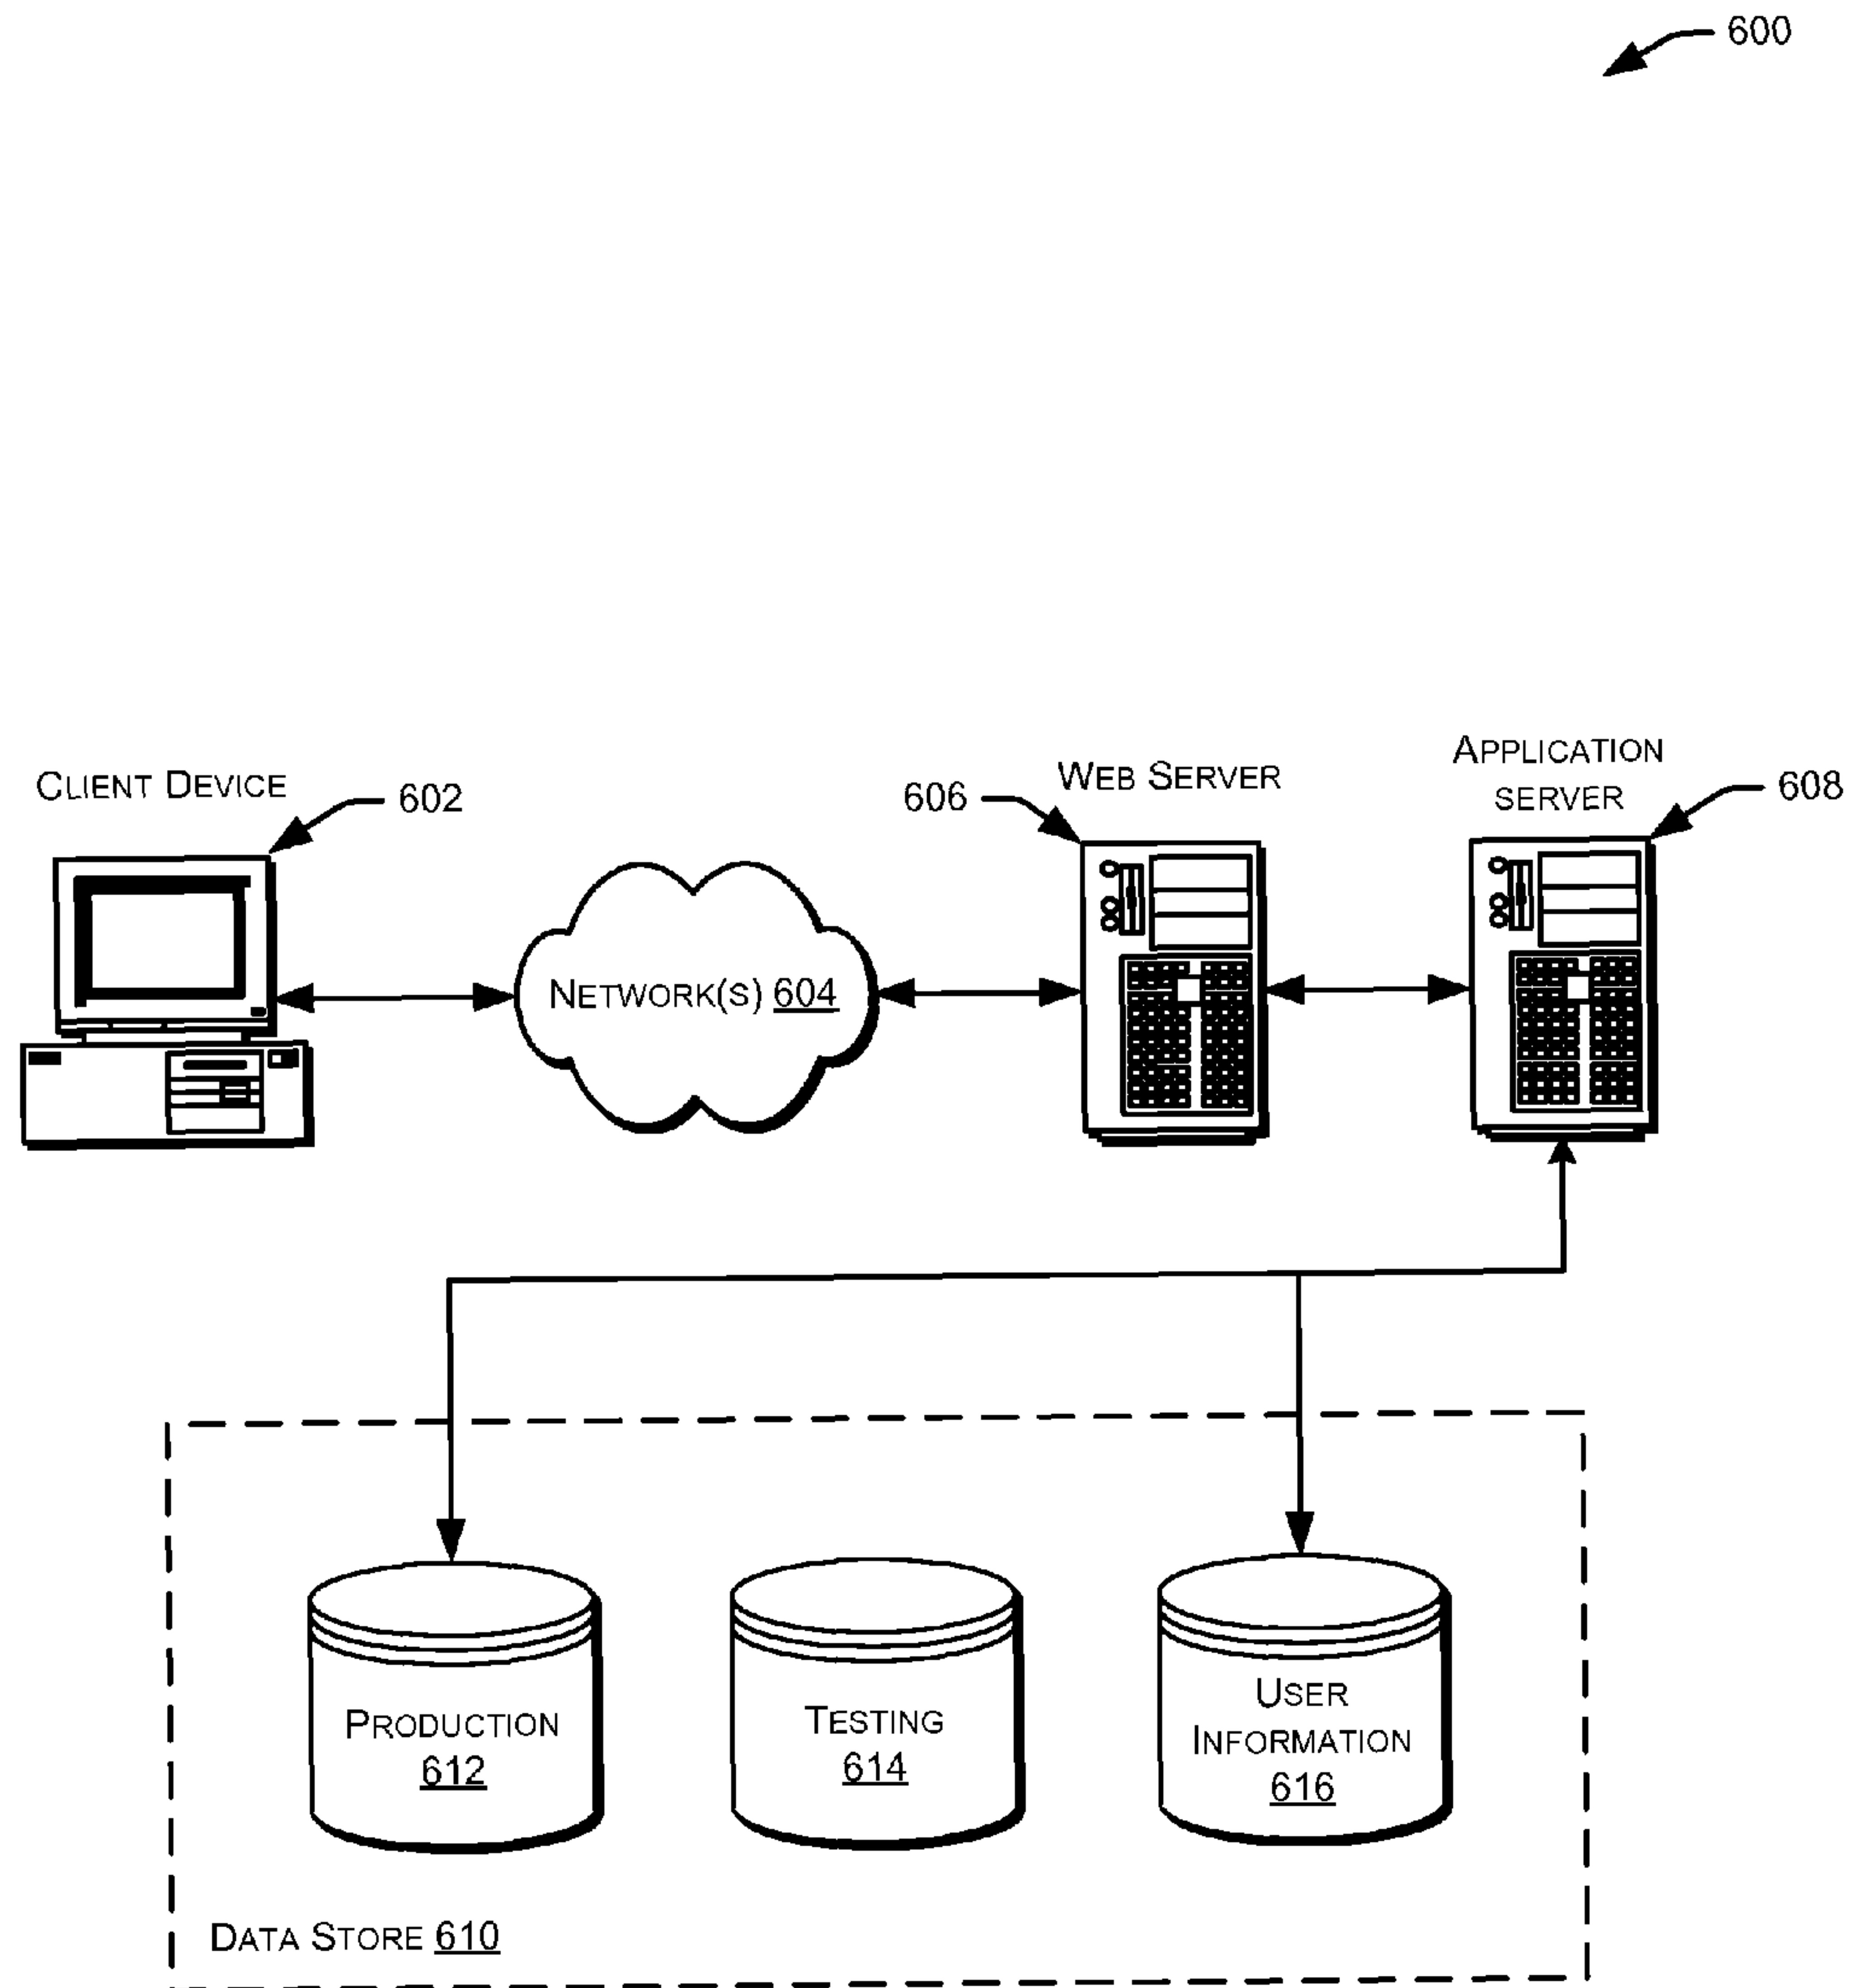 600
CLIENT DEVICE
602
606
WEB SERVER
APPLICATION
SERVER
608
NETWORK(S) 604
PRODUCTION
612
TESTING
614
USER
INFORMATION
616
DATA STORE 610